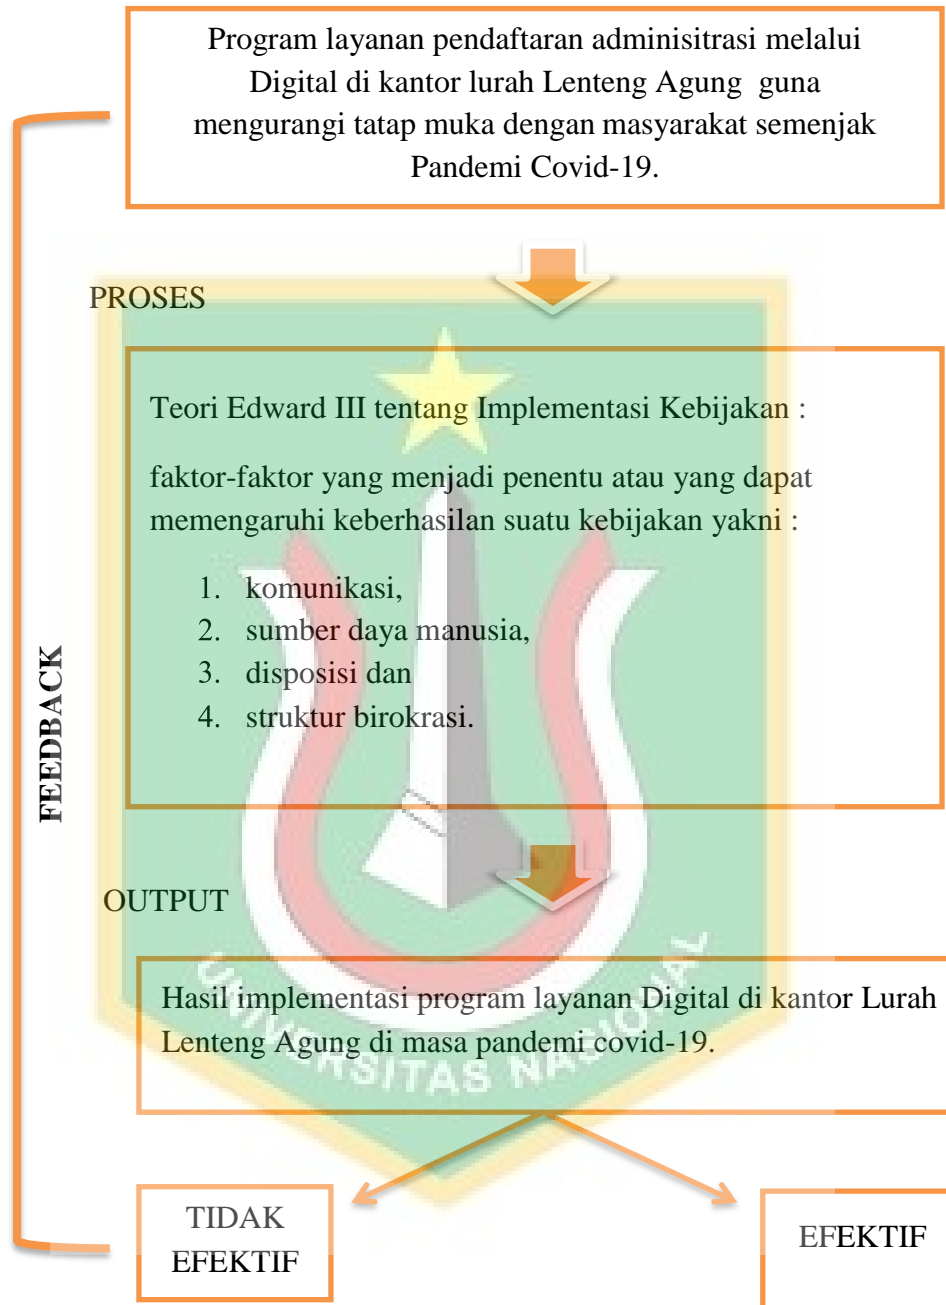 Program layanan pendaftaran adminisitrasi melalui
Digital di kantor lurah Lenteng Agung guna
mengurangi tatap muka dengan masyarakat semenjak
Pandemi Covid-19.
PROSES
Teori Edward III tentang Implementasi Kebijakan :
faktor-faktor yang menjadi penentu atau yang dapat
memengaruhi keberhasilan suatu kebijakan yakni :
1. komunikasi,
2. sumber daya manusia,
3. disposisi dan
4. struktur birokrasi.
FEEDBACK
OUTPUT
Hasil implementasi program layanan Digital di kantor Lurah
Lenteng Agung di masa pandemi covid-19.
UNIVERSITAS NASIONAL
TIDAK
EFEKTIF
EFEKTIF